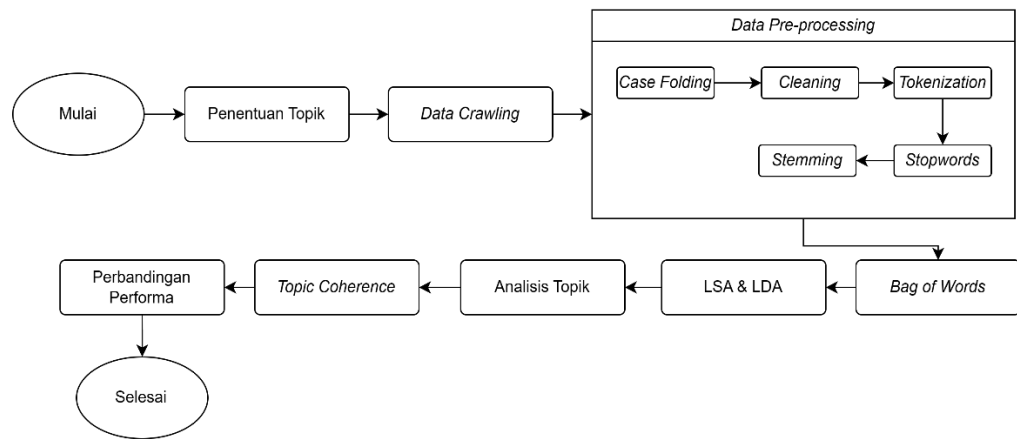 Data Pre-processing
Case Folding
Cleaning
Tokenization
Mulai
Penentuan Topik
Data Crawling
Stemming
Stopwords
Perbandingan
Performa
Topic Coherence
Analisis Topik
LSA & LDA
Bag of Words
Selesai